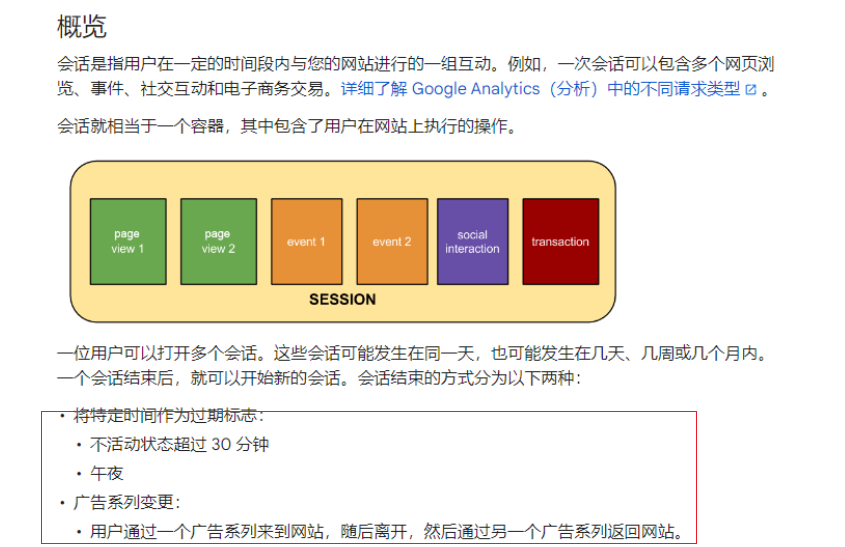 概览
会话是指用户在一定的时间段内与您的网站进行的一组互动。例如，一次会话可以包含多个网页浏
览、事件、社交互动和电子商务交易。详细了解 Google Analytics（分析）中的不同请求类型 。
会话就相当于一个容器，其中包含了用户在网站上执行的操作。
page
view 1
page
view 2
event 1
event 2
social
interaction
transaction
SESSION
一位用户可以打开多个会话。这些会话可能发生在同一天，也可能发生在几天、几周或几个月内。
一个会话结束后，就可以开始新的会话。会话结束的方式分为以下两种：
• 将特定时间作为过期标志：
• 不活动状态超过 30 分钟
• 午夜
• 广告系列变更：
• 用户通过一个广告系列来到网站，随后离开，然后通过另一个广告系列返回网站。